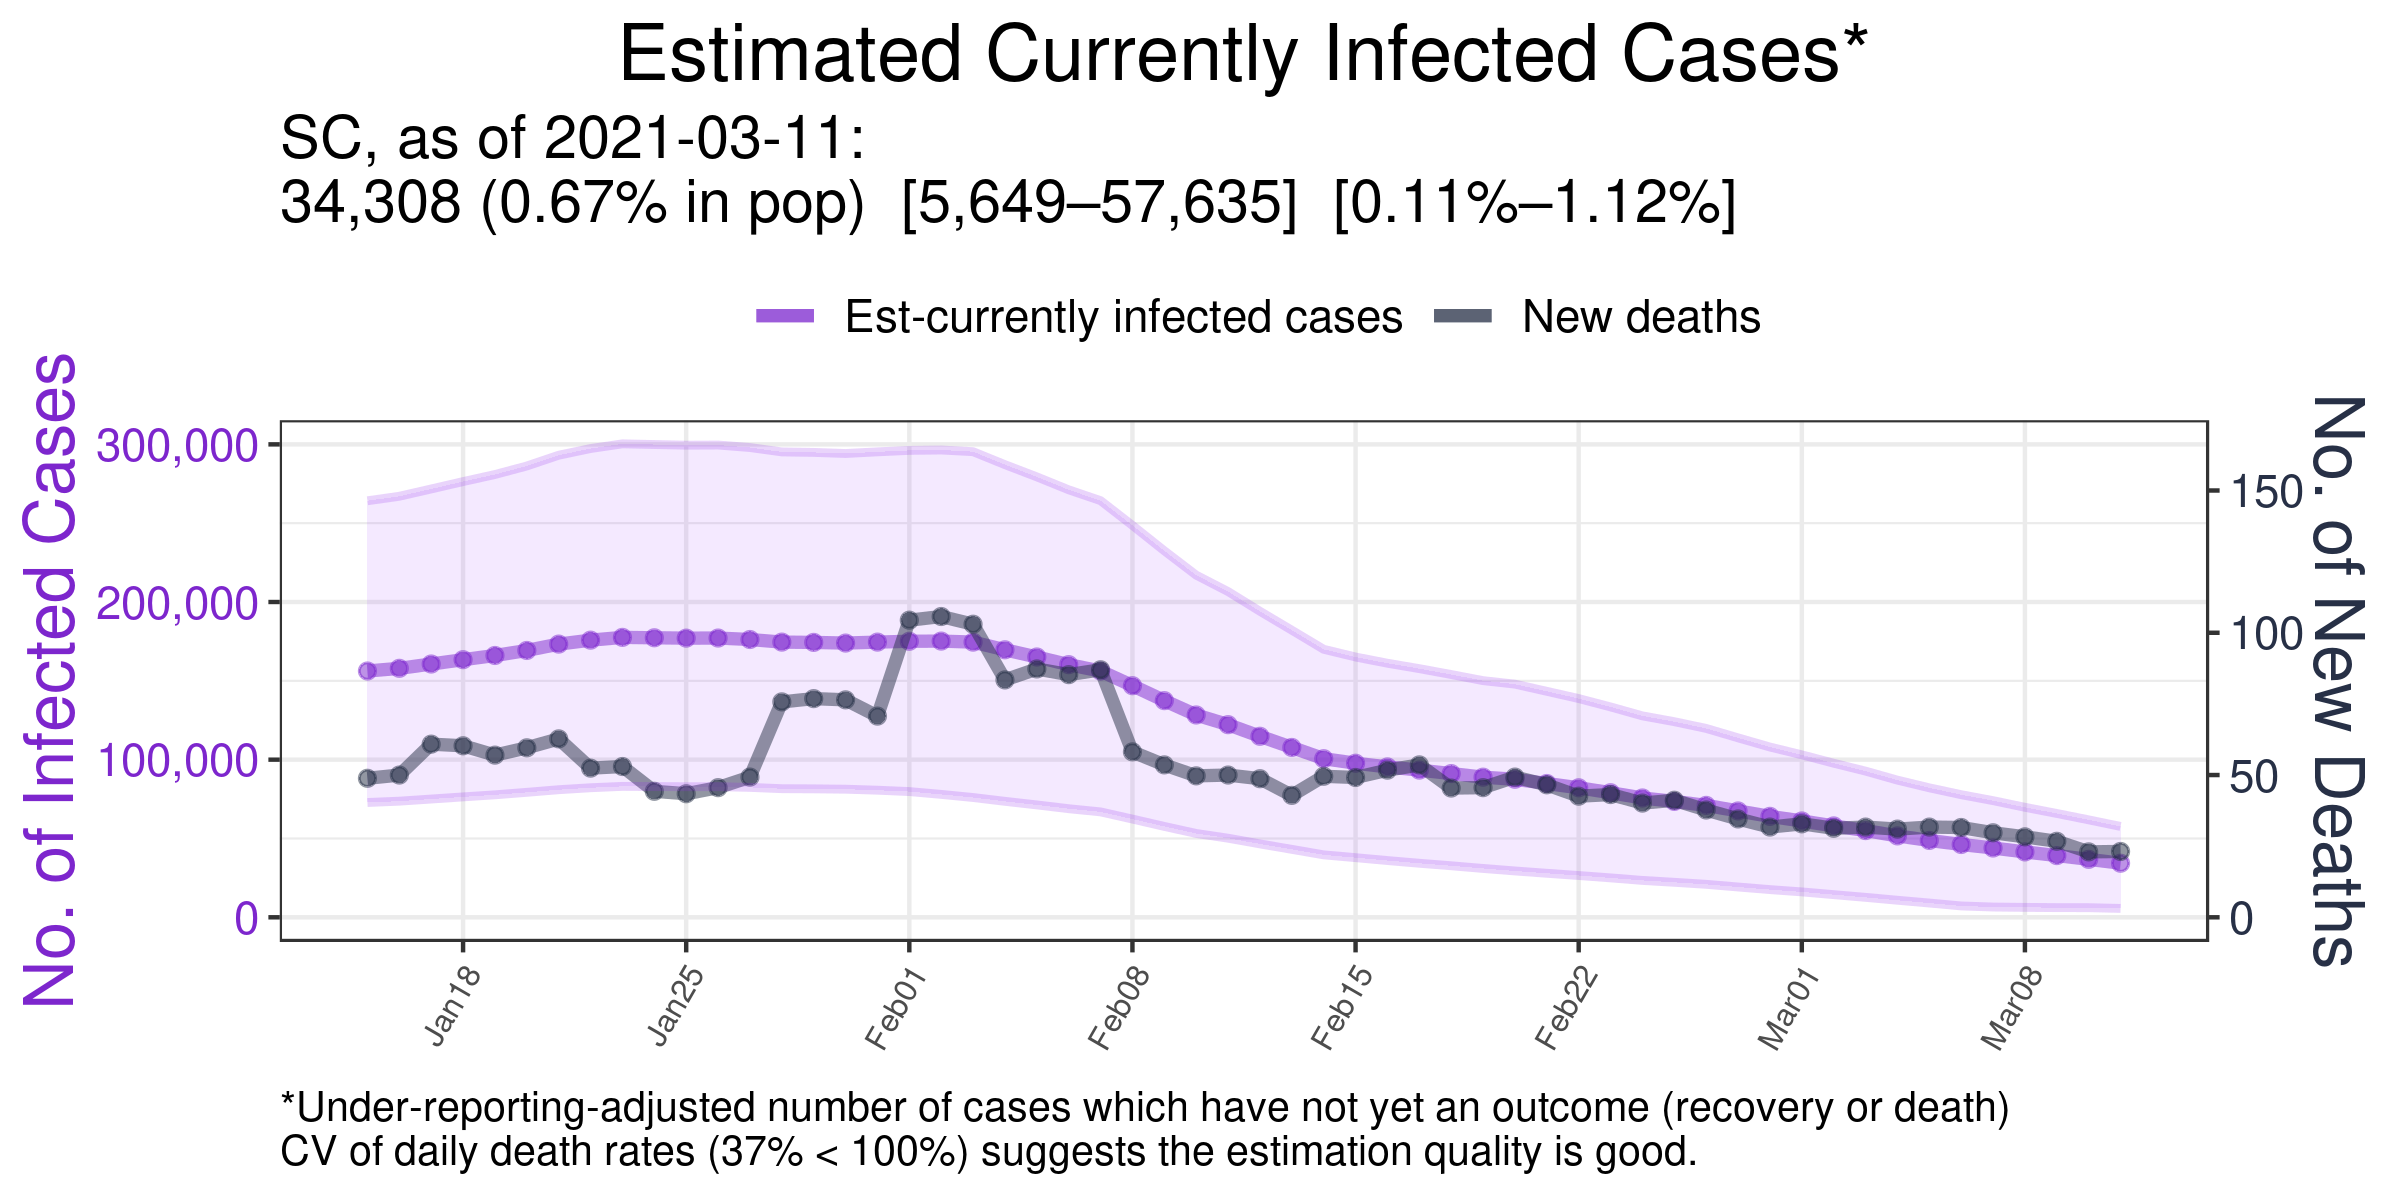 Estimated Currently Infected Cases*
SC, as of 2021-03-11:
34,308 (0.67% in pop)  [5,649–57,635]  [0.11%–1.12%]
Est-currently infected cases
New deaths
No. of Infected Cases
300,000
200,000
100,000
0
150
100
50
0
No. of New Deaths
Jan18
Jan25
Feb01
Feb08
Feb15
Feb22
Mar01
Mar08
*Under-reporting-adjusted number of cases which have not yet an outcome (recovery or death)
CV of daily death rates (37% < 100%) suggests the estimation quality is good.